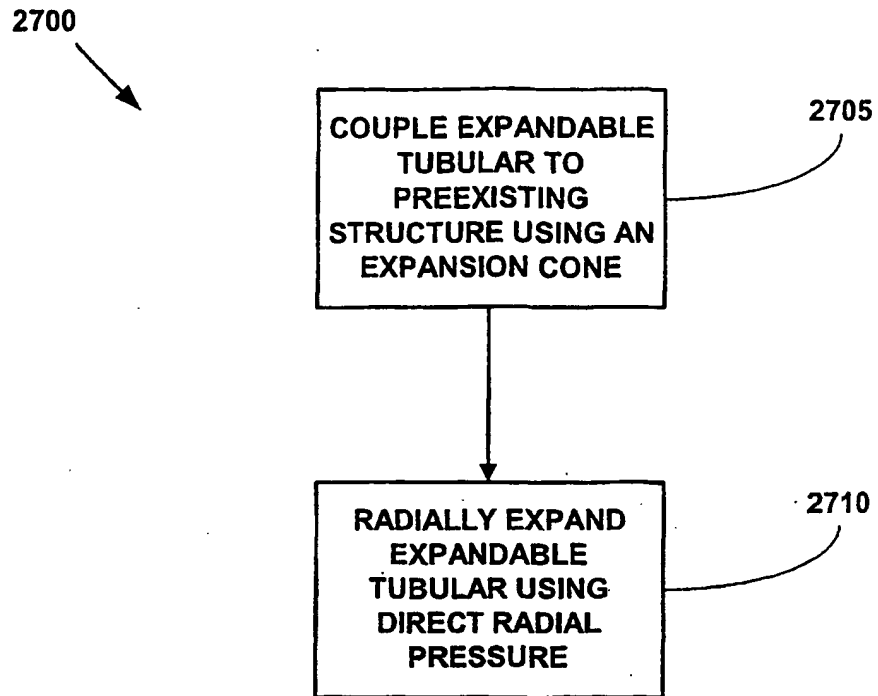 2700
COUPLE EXPANDABLE
TUBULAR TO
PREEXISTING
STRUCTURE USING AN
EXPANSION CONE
2705
RADIALLY EXPAND
EXPANDABLE
TUBULAR USING
DIRECT RADIAL
PRESSURE
2710